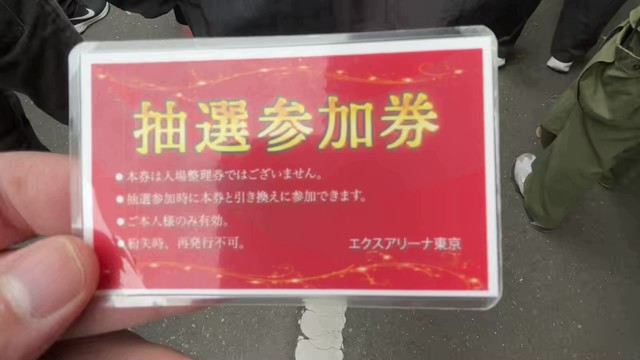 抽選参加券
●本券は入場整理券ではございません。
●抽選参加時に本券と引き換えに参加できます。
●ご本人様のみ有効。
●紛失時、再発行不可。
エクスアリーナ東京